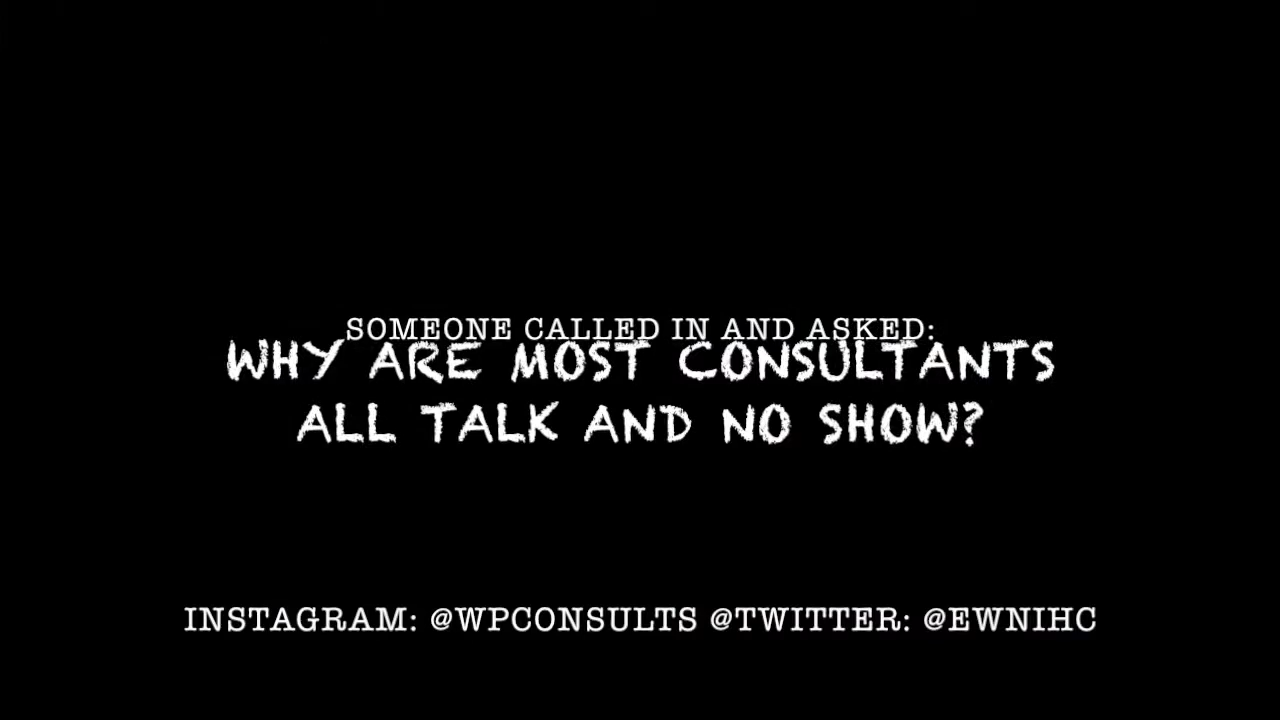 SOMEONE CALLED IN AND ASKED:
WHY ARE MOST CONSULTANTS
ALL TALK AND NO SHOW?
INSTAGRAM: @WPCONSULTS @TWITTER: @EWNIHC